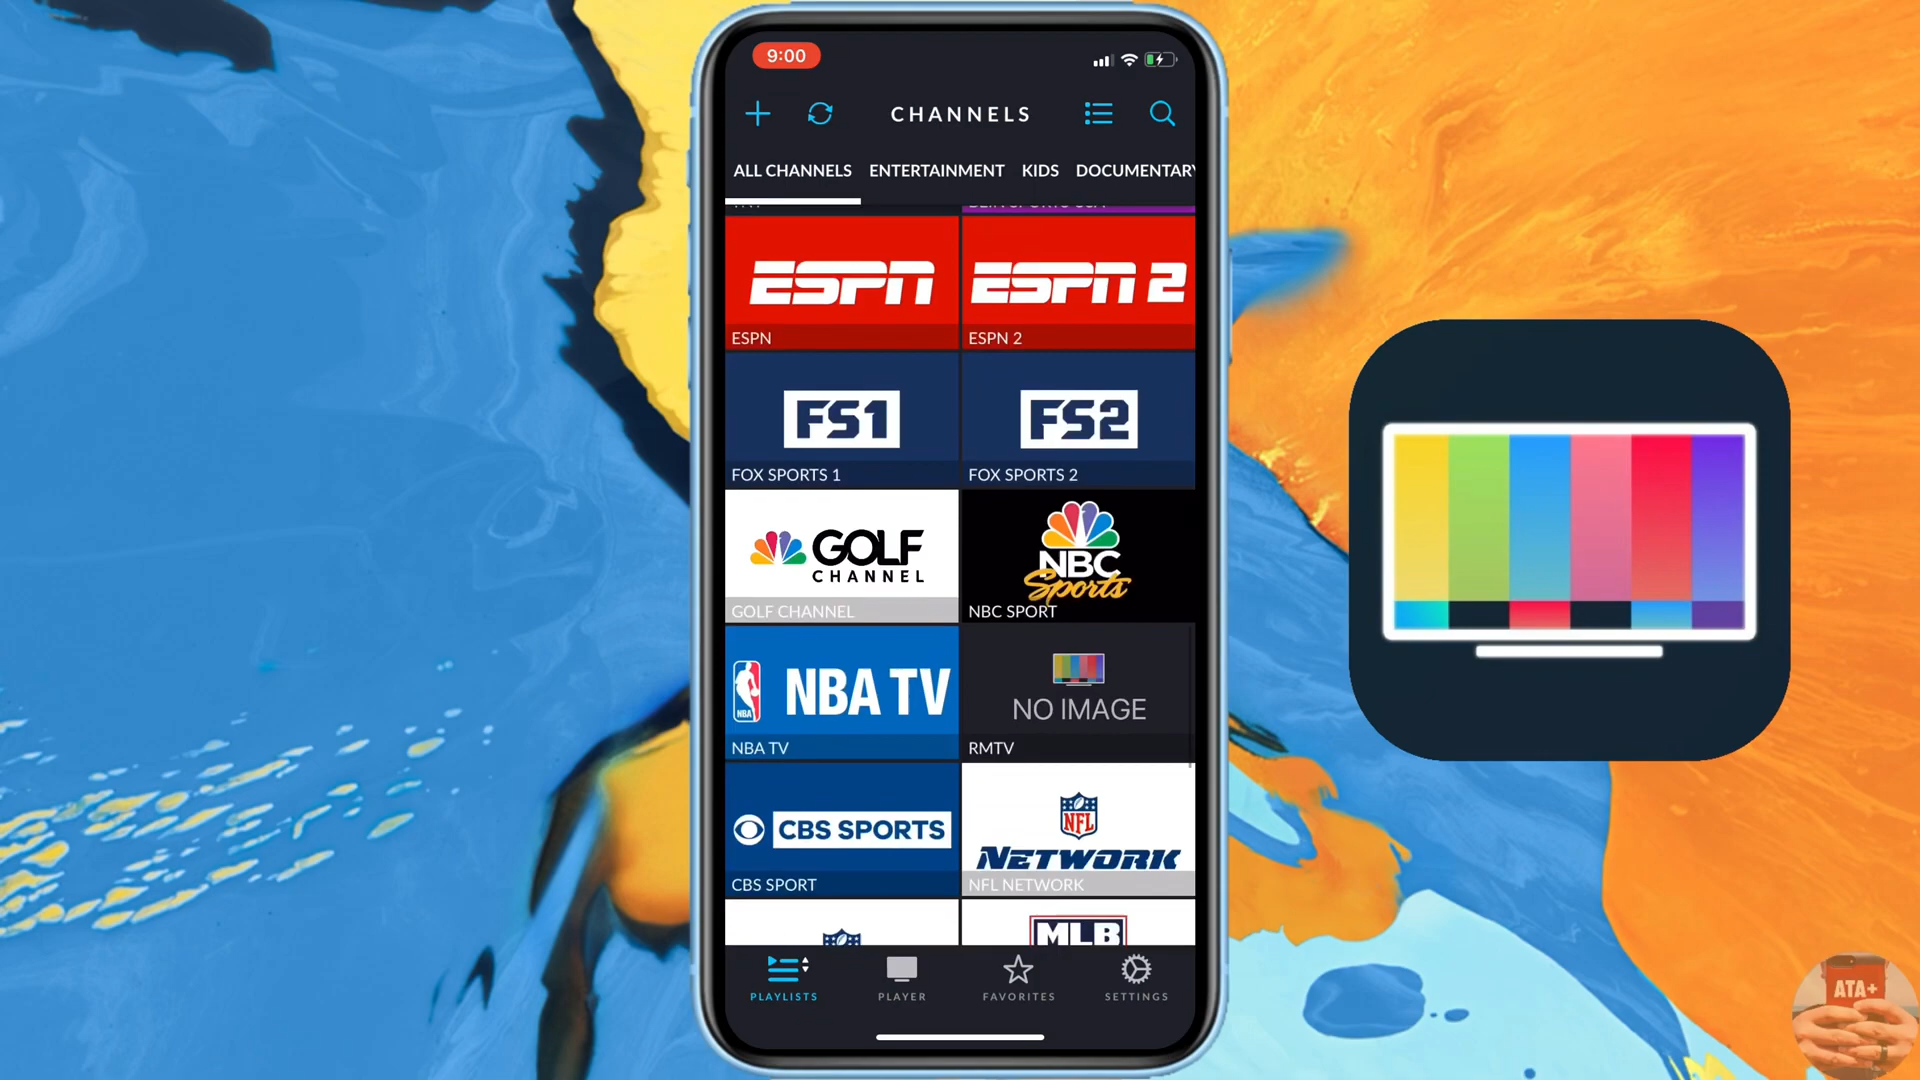 9:00
CHANNELS
ALL CHANNELS ENTERTAINMENT KIDS DOCUMENTARY
ESPN
ESPN
ESPN 2
ESPN 2
FS1
FOX SPORTS 1
FS2
FOX SPORTS 2
GOLF
CHANNEL
GOLF CHANNEL
NBC
Sports
NBC SPORT
NBA
NBA TV
NBA TV
NO IMAGE
RMTV
CBS SPORTS
CBS SPORT
NFL
NETWORK
NFL NETWORK
MLB
PLAYLISTS PLAYER FAVORITES SETTINGS
ATA+